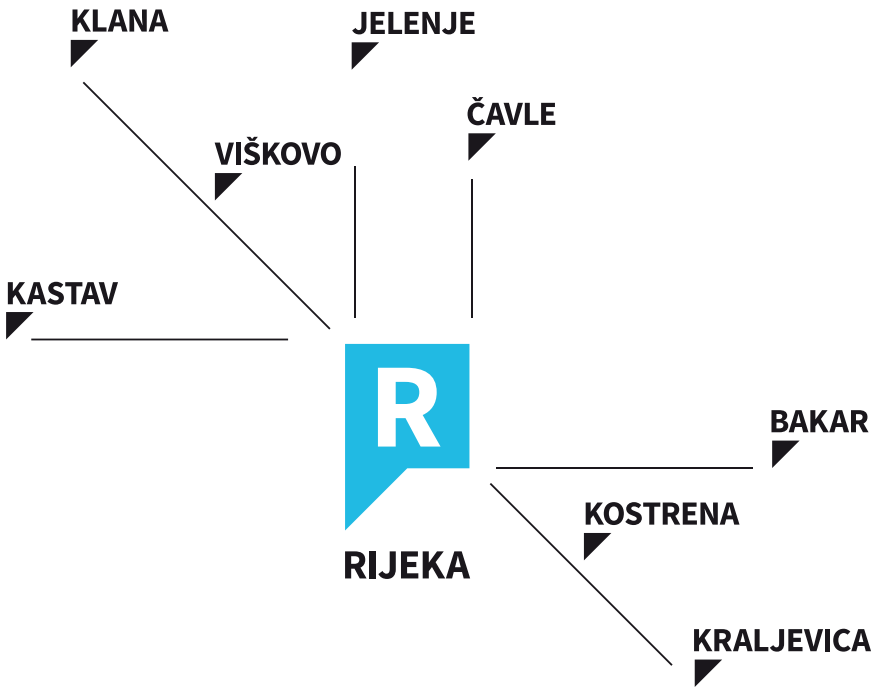 KLANA
JELENJE
ČAVLE
VIŠKOVO
KASTAV
R
BAKAR
KOSTRENA
RIJEKA
KRALJEVICA